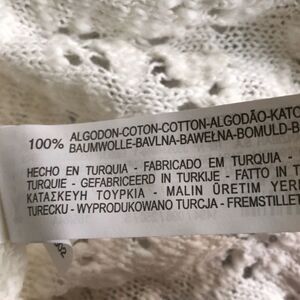 100% ALGODON-COTON-COTTON-ALGODÃO-KATO
BAUMWOLLE-BAVLNA-BAWEŁNA-BOMULD-B
HECHO EN TURQUIA - FABRICADO EM TURQUIA -
TURQUIE - GEFABRICEERD IN TURKIJE - FATTO IN T
ΚΑΤΑΣΚΕΥΗ ΤΟΥΡΚΙΑ - MALIN ÜRETIM YERI
TURECKU - WYPRODUKOWANO TURCJA - FREMSTILLET